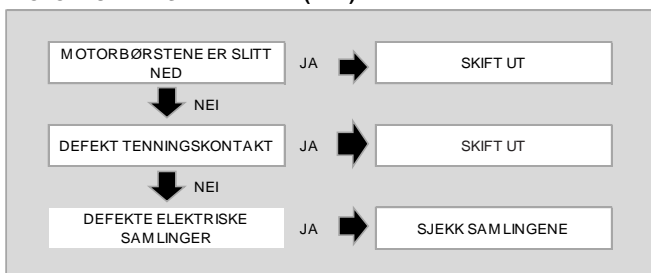 MOTORBØRSTENE ER SLITT
NED
JA
SKIFT UT
NEI
DEFEKT TENNINGSKONTAKT
JA
SKIFT UT
NEI
DEFEKTE ELEKTRISKE
SAMLINGER
JA
SJEKK SAMLINGENE